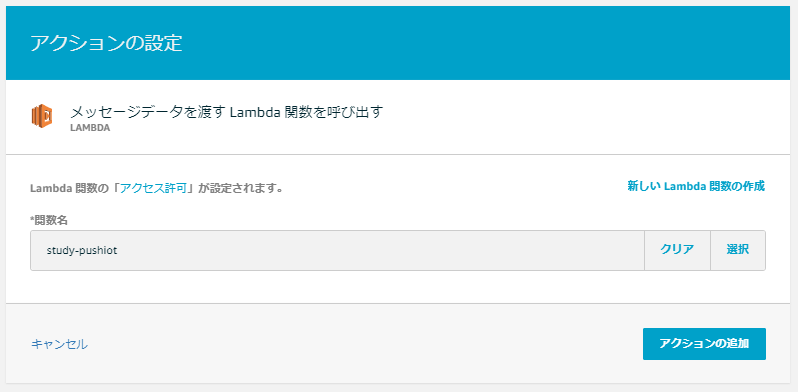 アクションの設定
メッセージデータを渡す Lambda 関数を呼び出す
LAMBDA
Lambda 関数の「アクセス許可」が設定されます。 新しい Lambda 関数の作成
*関数名
study-pushiot クリア 選択
キャンセル アクションの追加